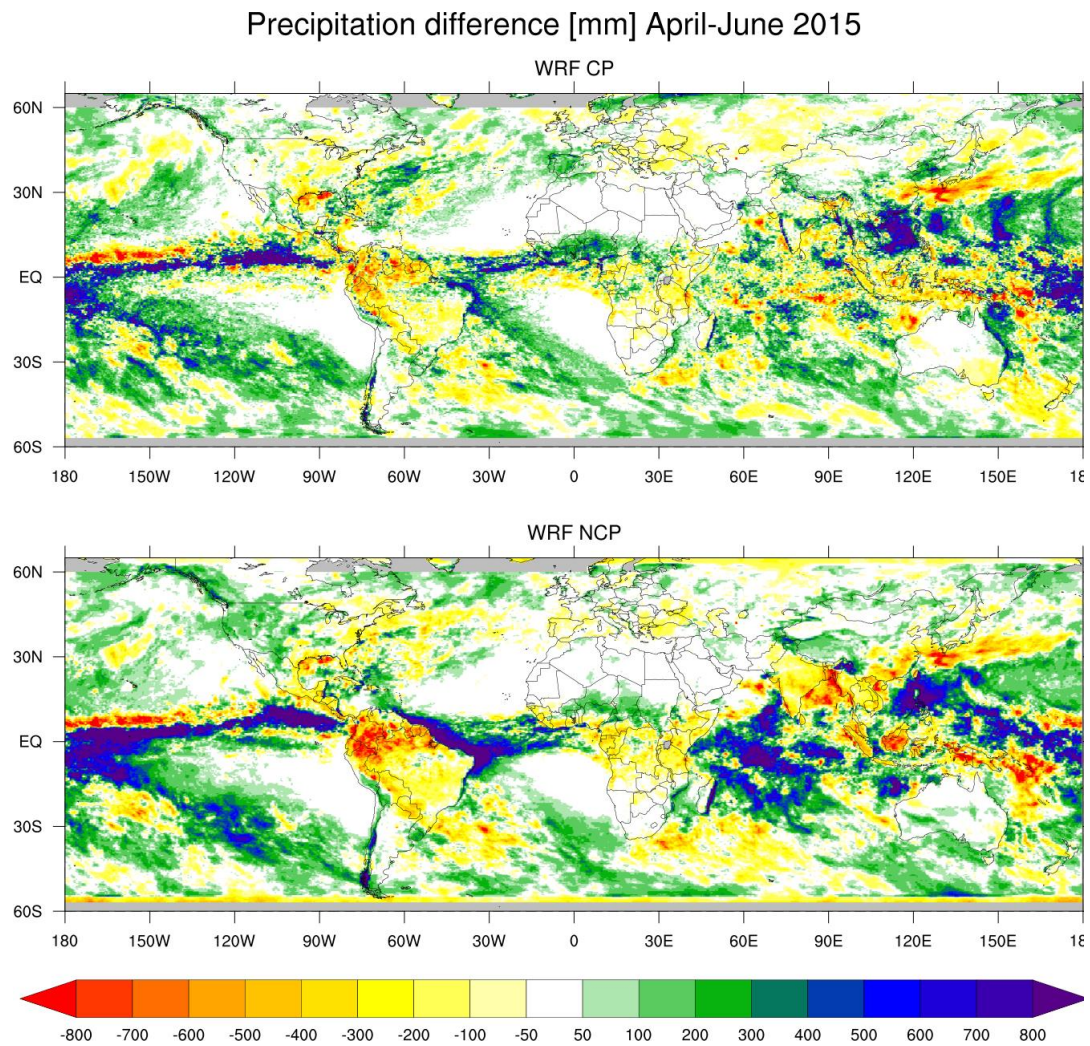 Precipitation difference [mm] April-June 2015
WRF CP
60N
30N
EQ
30S
60S
180 150W 120W 90W 60W 30W 0 30E 60E 90E 120E 150E 18
WRF NCP
60N
30N
EQ
30S
60S
180 150W 120W 90W 60W 30W 0 30E 60E 90E 120E 150E 18
-800 -700 -600 -500 -400 -300 -200 -100 -50 50 100 200 300 400 500 600 700 800